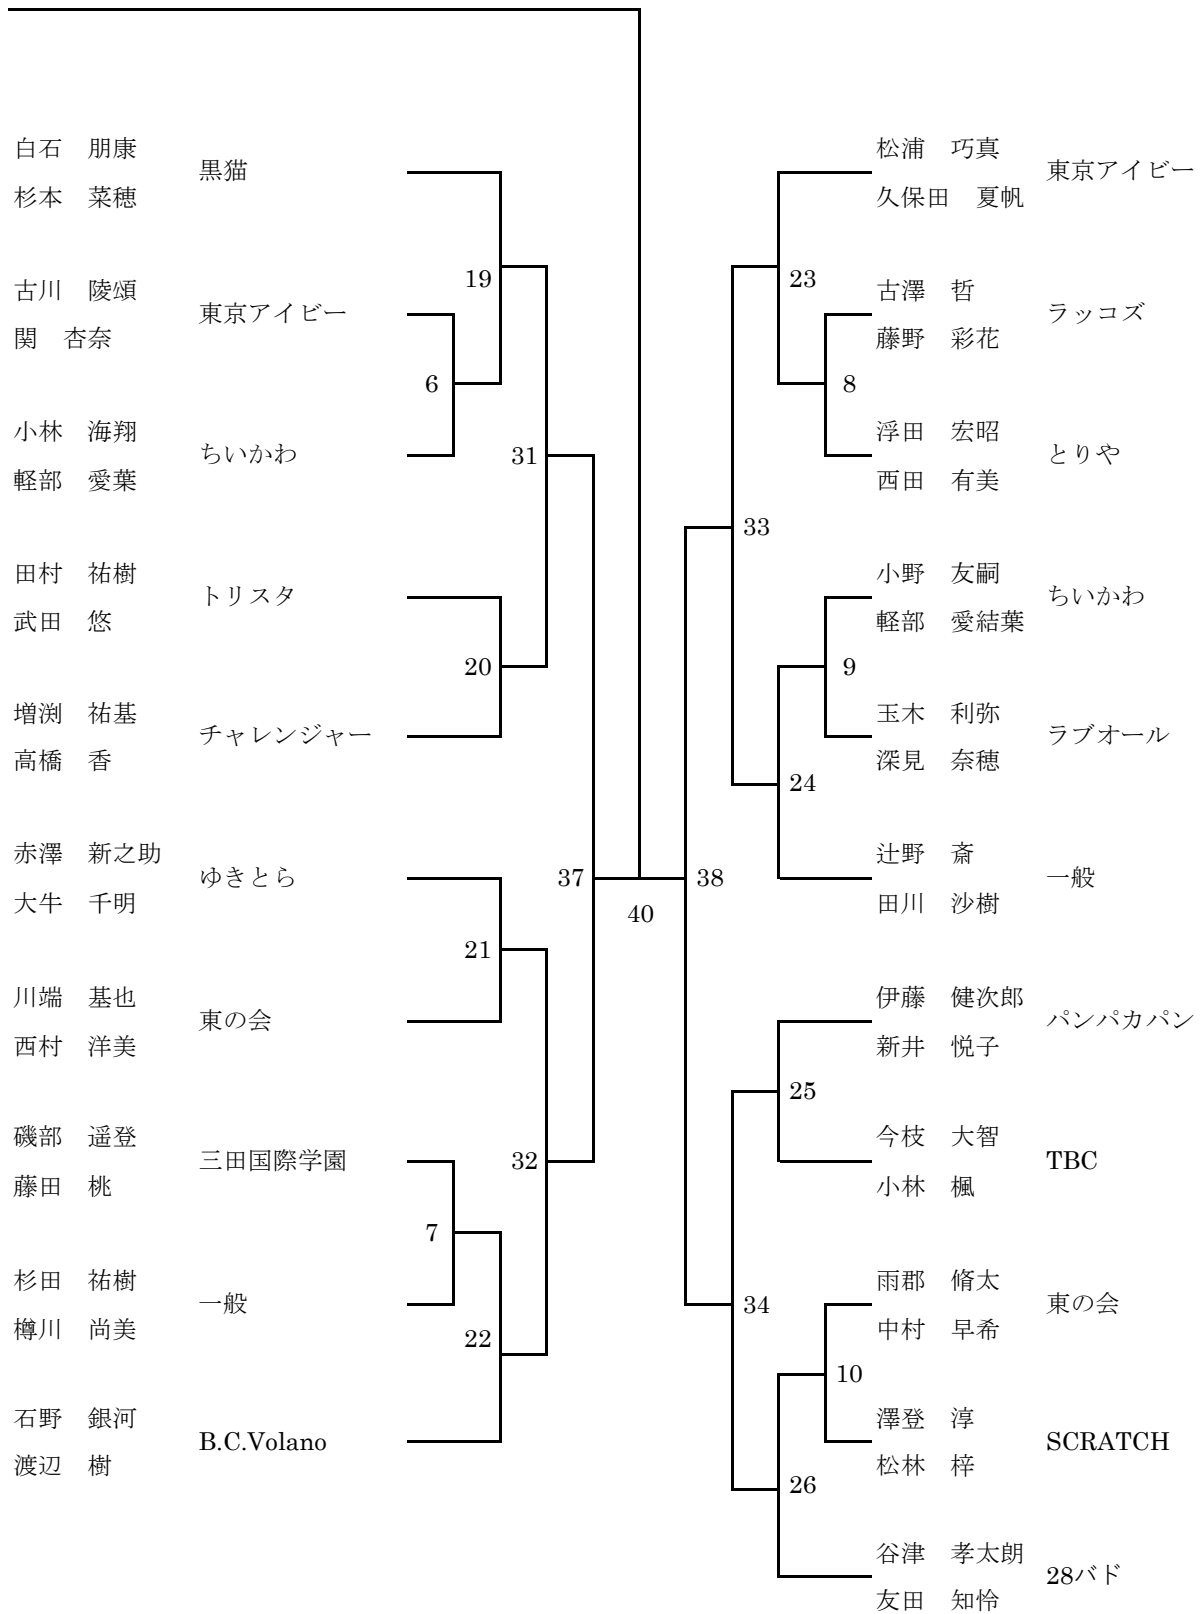 白石　朋康
黒猫
杉本　菜穂
19
古川　陵頌
東京アイビー
関　杏奈
6
小林　海翔
ちいかわ
軽部　愛葉
31
田村　祐樹
トリスタ
武田　悠
20
増渕　祐基
チャレンジャー
高橋　香
37
赤澤　新之助
ゆきとら
大牛　千明
21
川端　基也
東の会
西村　洋美
32
磯部　遥登
三田国際学園
藤田　桃
7
杉田　祐樹
一般
樽川　尚美
22
石野　銀河
B.C.Volano
渡辺　樹
40
松浦　巧真
東京アイビー
久保田　夏帆
23
古澤　哲
ラッコズ
藤野　彩花
8
浮田　宏昭
とりや
西田　有美
33
小野　友嗣
ちいかわ
軽部　愛結葉
9
玉木　利弥
ラブオール
深見　奈穂
24
辻野　斎
一般
田川　沙樹
38
伊藤　健次郎
パンパカパン
新井　悦子
25
今枝　大智
TBC
小林　楓
34
雨郡　脩太
東の会
中村　早希
10
澤登　淳
SCRATCH
松林　梓
26
谷津　孝太朗
28バド
友田　知怜